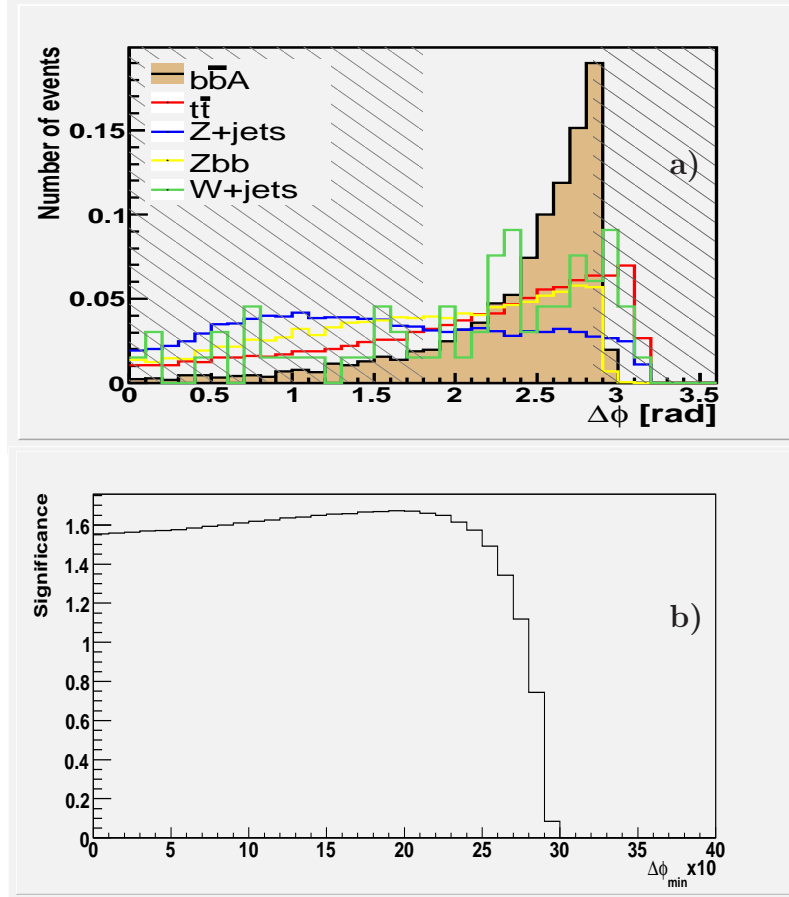 Number of events
bb̅A
tt̅
Z+jets
Zbb
W+jets
a)
0.15
0.1
0.05
0
0 0.5 1 1.5 2 2.5 3 3.5
Δϕ [rad]
Significance
b)
1.6
1.4
1.2
1
0.8
0.6
0.4
0.2
0
0 5 10 15 20 25 30 35 40
Δϕmin x10